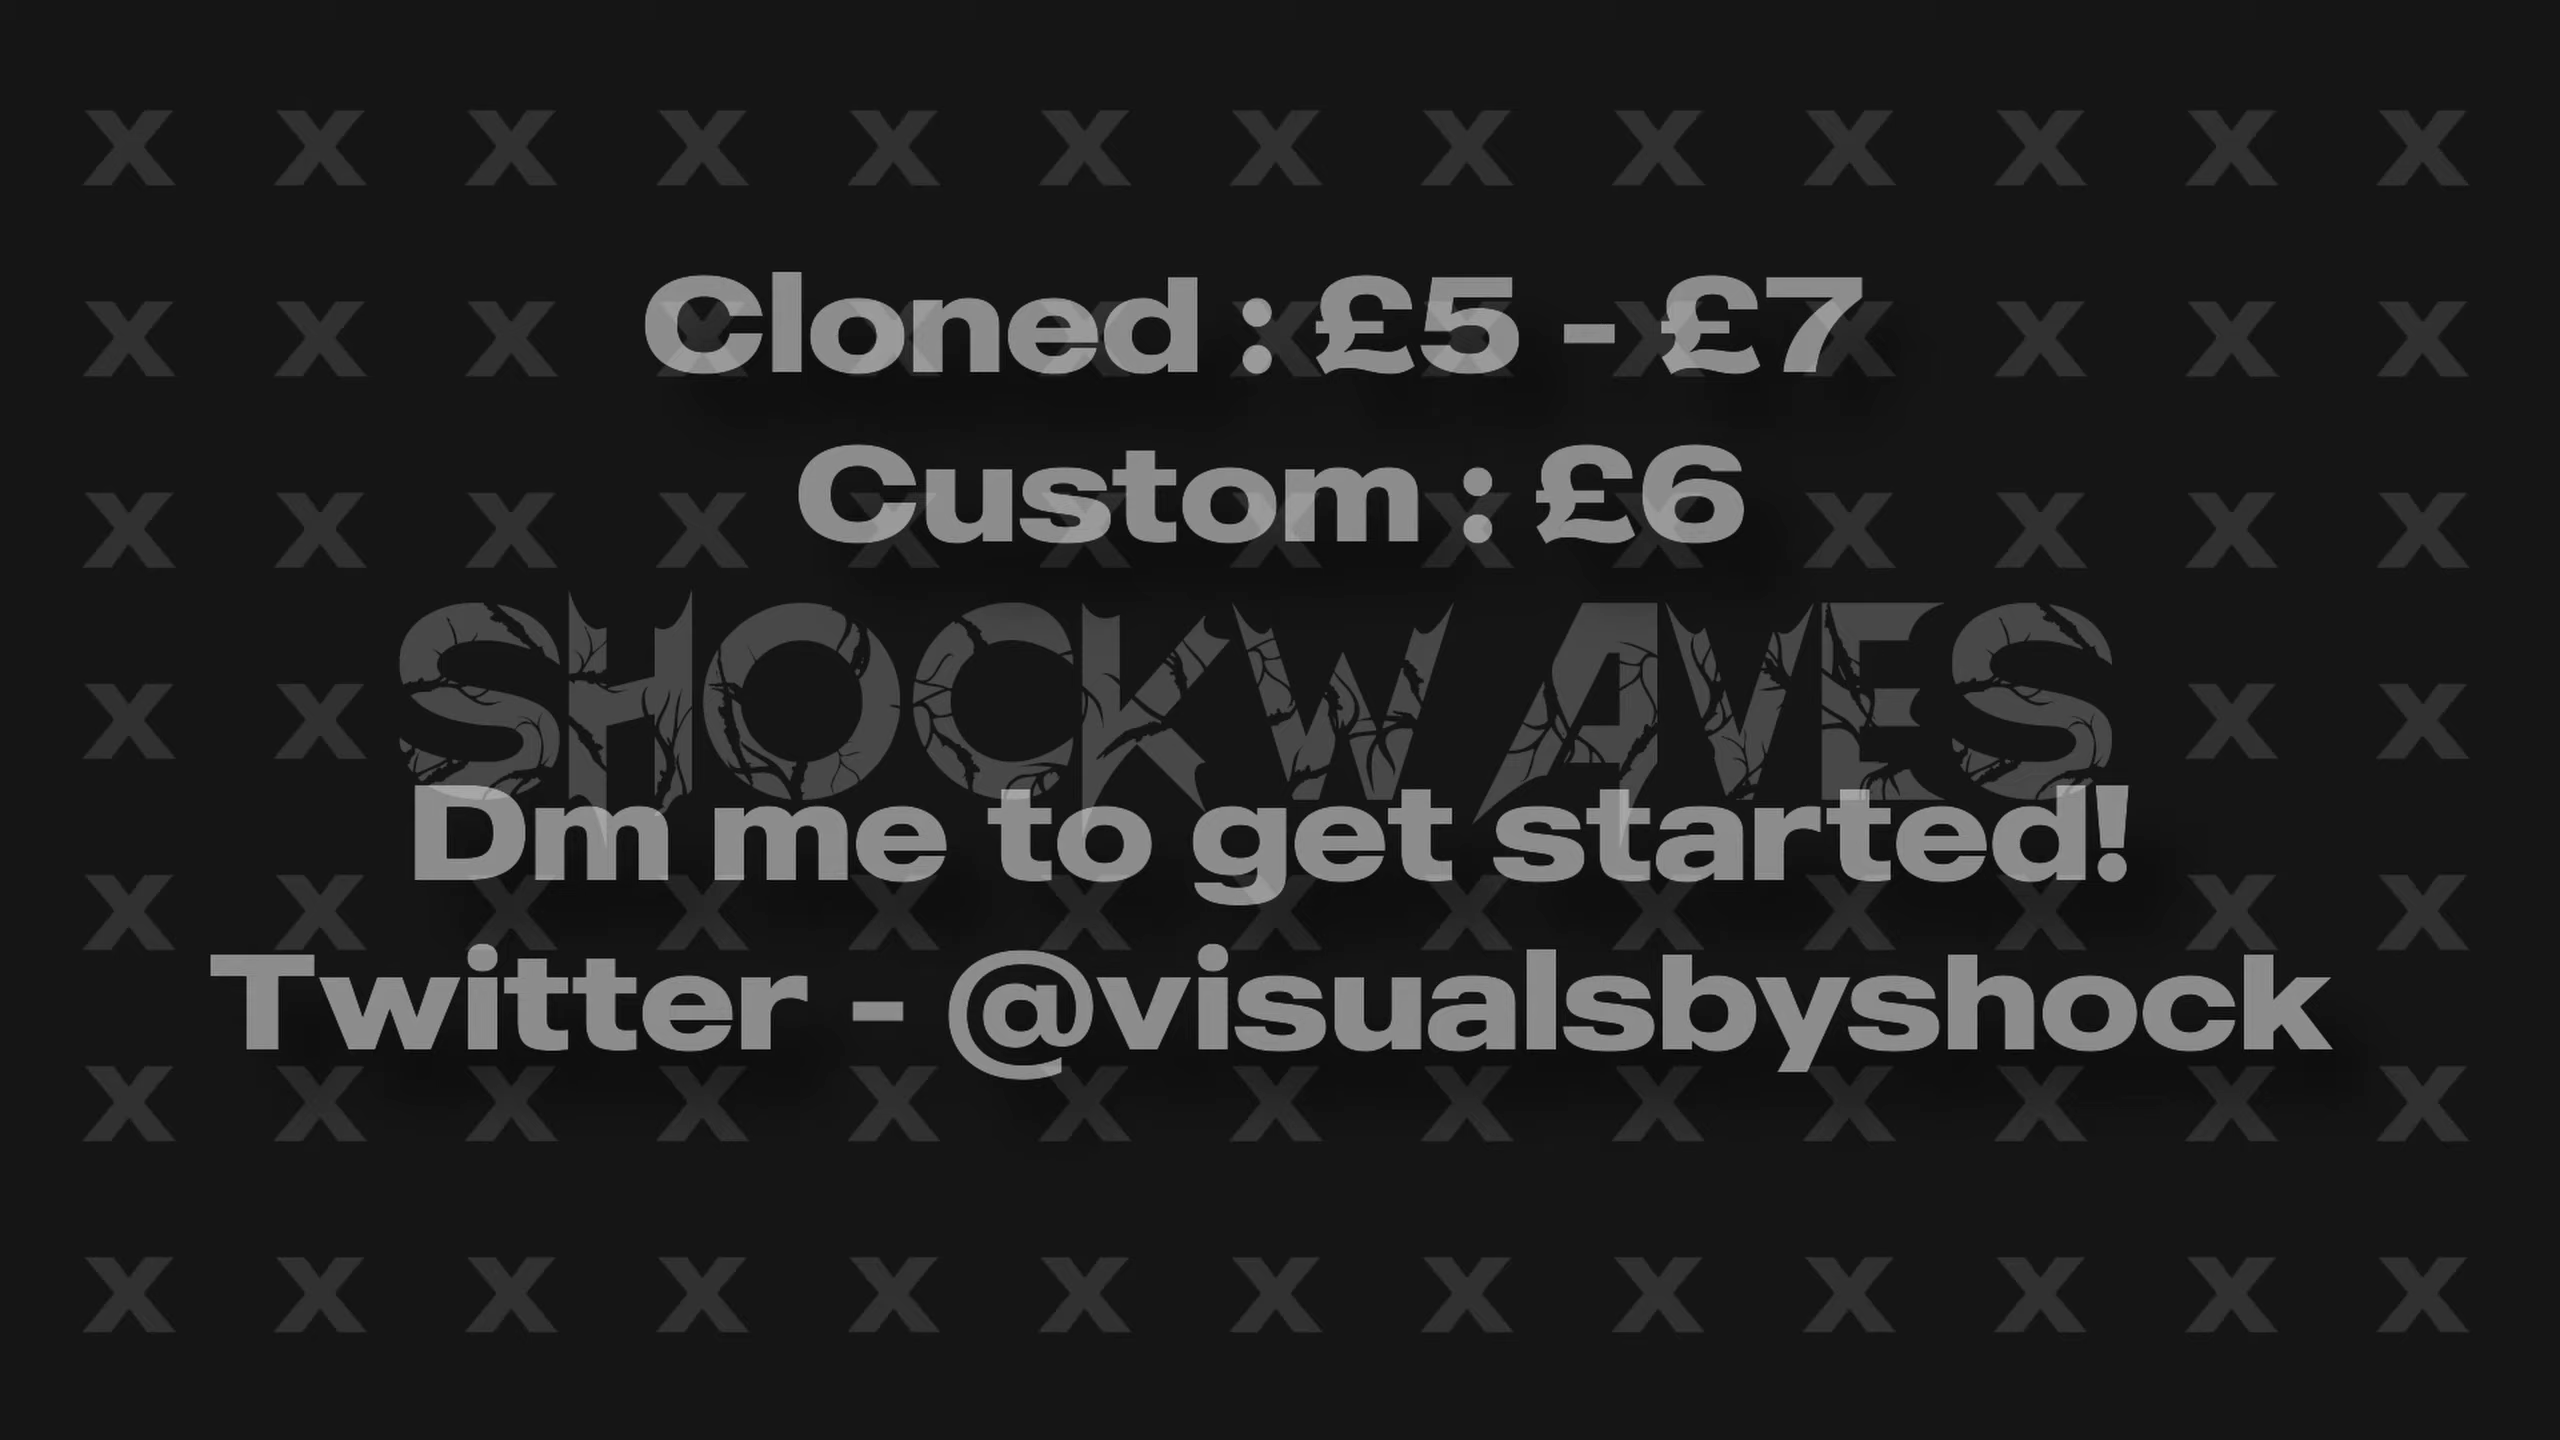 x x x x x x x x x x x x x
Cloned : £5 - £7
Custom : £6
SHOCKWAVES
Dm me to get started!
Twitter - @visualsbyshock
x x x x x x x x x x x x x